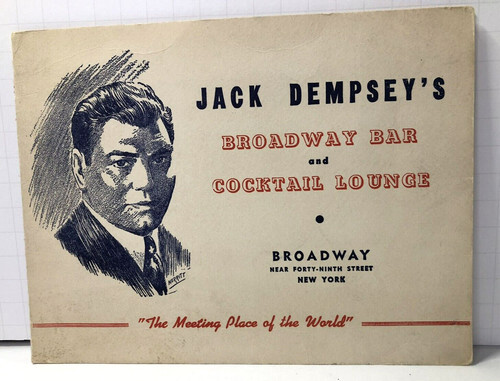 JACK DEMPSEY'S
BROADWAY BAR
and
COCKTAIL LOUNGE
BROADWAY
NEAR FORTY-NINTH STREET
NEW YORK
"The Meeting Place of the World"